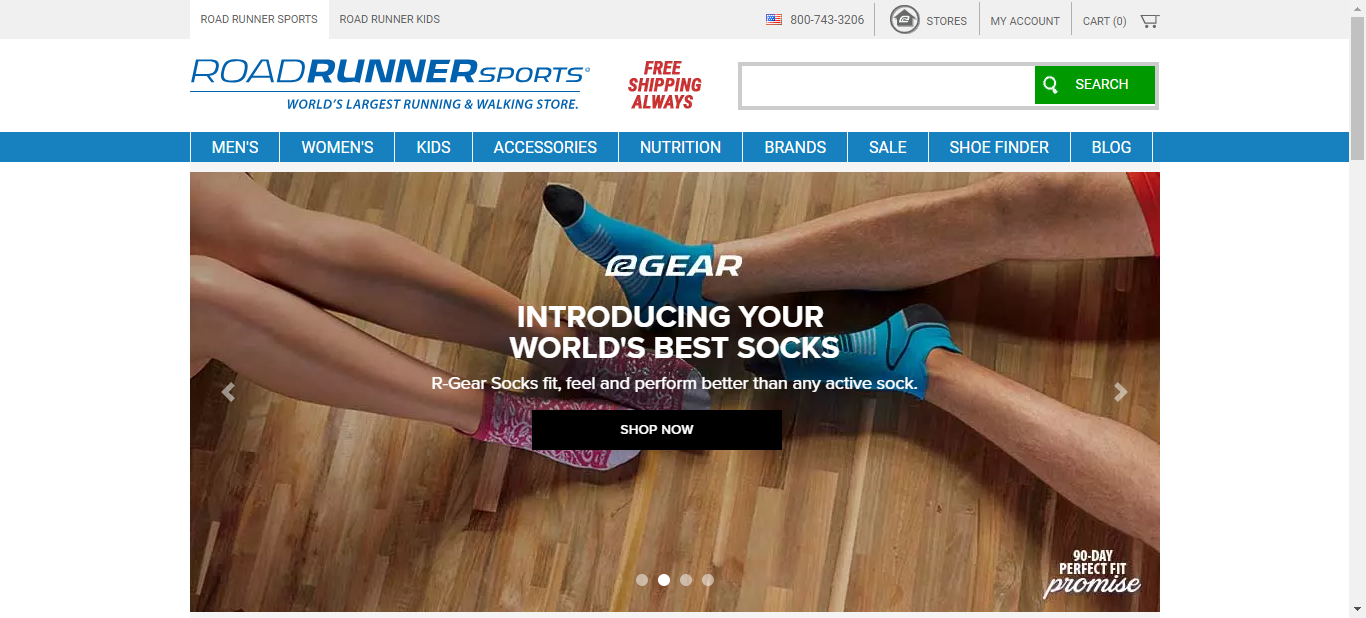 ROAD RUNNER SPORTS
ROAD RUNNER KIDS
800-743-3206
STORES
MY ACCOUNT
CART (0)
ROADRUNNERSPORTS®
WORLD'S LARGEST RUNNING & WALKING STORE.
FREE
SHIPPING
ALWAYS
SEARCH
MEN'S
WOMEN'S
KIDS
ACCESSORIES
NUTRITION
BRANDS
SALE
SHOE FINDER
BLOG
GEAR
INTRODUCING YOUR
WORLD'S BEST SOCKS
R-Gear Socks fit, feel and perform better than any active sock.
SHOP NOW
90-DAY
PERFECT FIT
promise